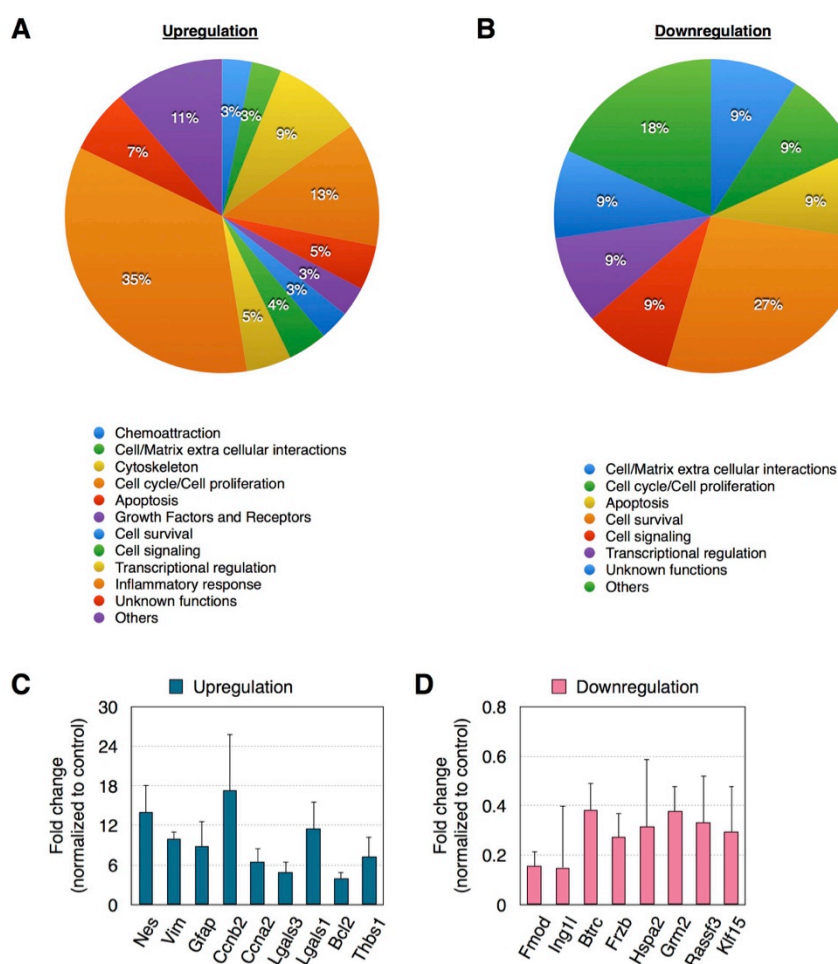 A
Upregulation
3%
3%
9%
13%
5%
3%
3%
4%
5%
35%
7%
11%
Chemoattraction
Cell/Matrix extra cellular interactions
Cytoskeleton
Cell cycle/Cell proliferation
Apoptosis
Growth Factors and Receptors
Cell survival
Cell signaling
Transcriptional regulation
Inflammatory response
Unknown functions
Others
B
Downregulation
9%
9%
9%
27%
9%
9%
9%
18%
Cell/Matrix extra cellular interactions
Cell cycle/Cell proliferation
Apoptosis
Cell survival
Cell signaling
Transcriptional regulation
Unknown functions
Others
C
Upregulation
Fold change
(normalized to control)
30
24
18
12
6
0
Nes
Vim
Gfap
Ccnb2
Ccna2
Lgals3
Lgals1
Bcl2
Thbs1
D
Downregulation
Fold change
(normalized to control)
0.8
0.6
0.4
0.2
0
Fmod
Ing1l
Btrc
Frzb
Hspa2
Grm2
Rassf3
Klf15